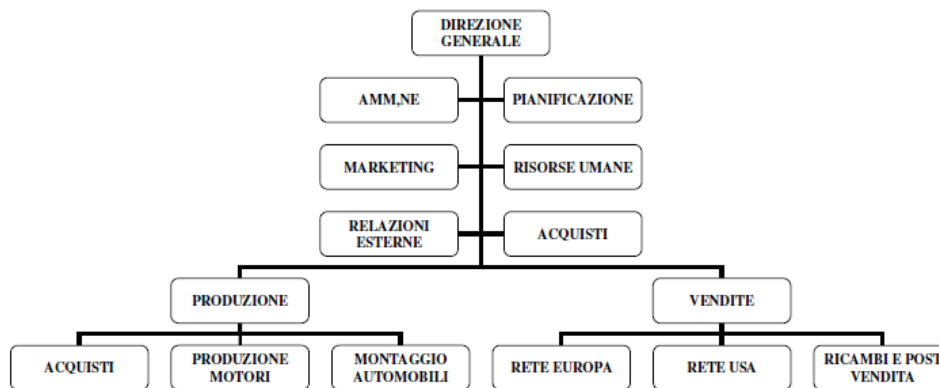 DIREZIONE
GENERALE
AMM,NE
PIANIFICAZIONE
MARKETING
RISORSE UMANE
RELAZIONI
ESTERNE
ACQUISTI
PRODUZIONE
VENDITE
ACQUISTI
PRODUZIONE
MOTORI
MONTAGGIO
AUTOMOBILI
RETE EUROPA
RETE USA
RICAMBI E POST
VENDITA